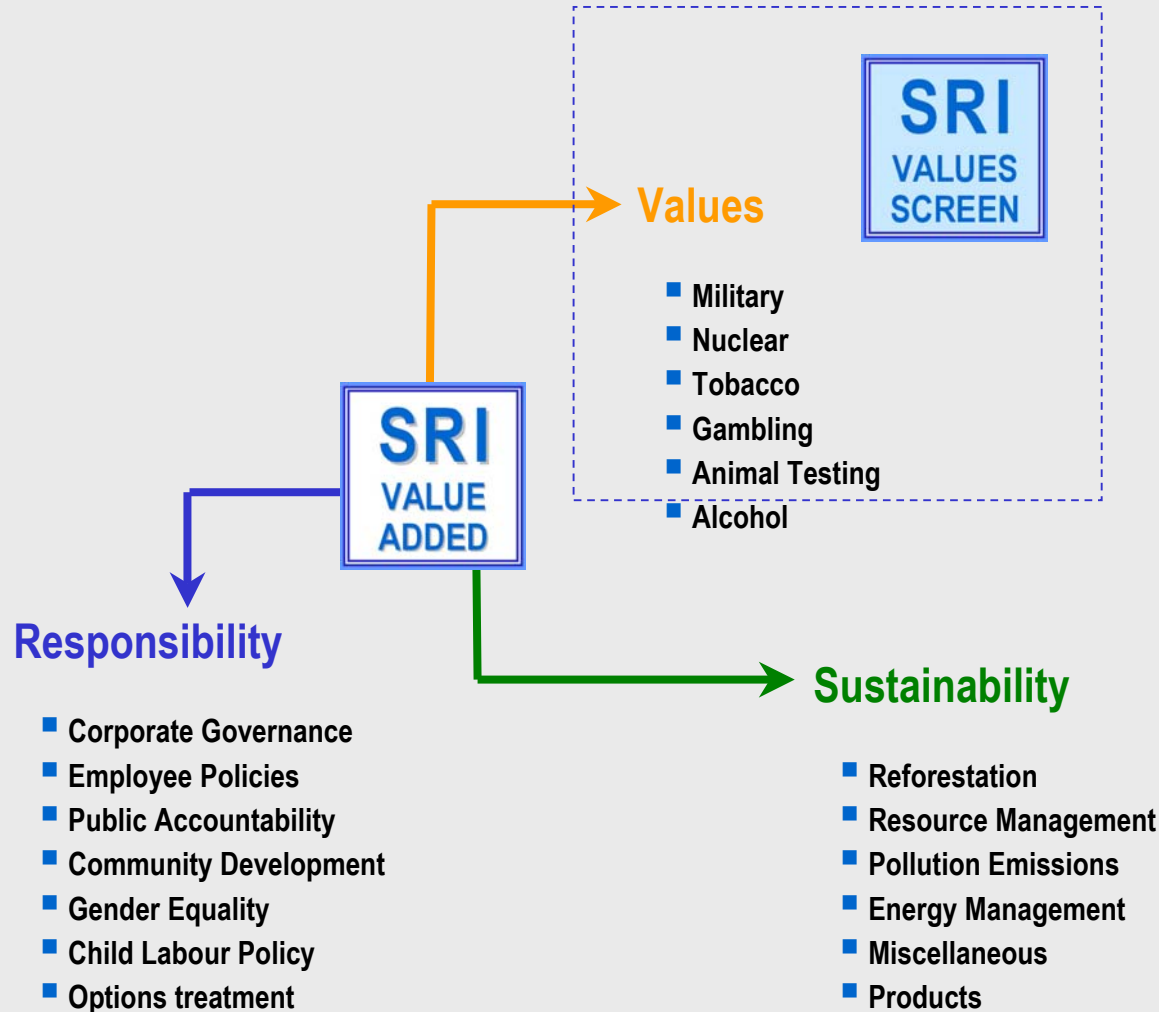 SRI
VALUES
SCREEN
Values
Military
Nuclear
Tobacco
Gambling
Animal Testing
Alcohol
SRI
VALUE
ADDED
Responsibility
Corporate Governance
Employee Policies
Public Accountability
Community Development
Gender Equality
Child Labour Policy
Options treatment
Sustainability
Reforestation
Resource Management
Pollution Emissions
Energy Management
Miscellaneous
Products